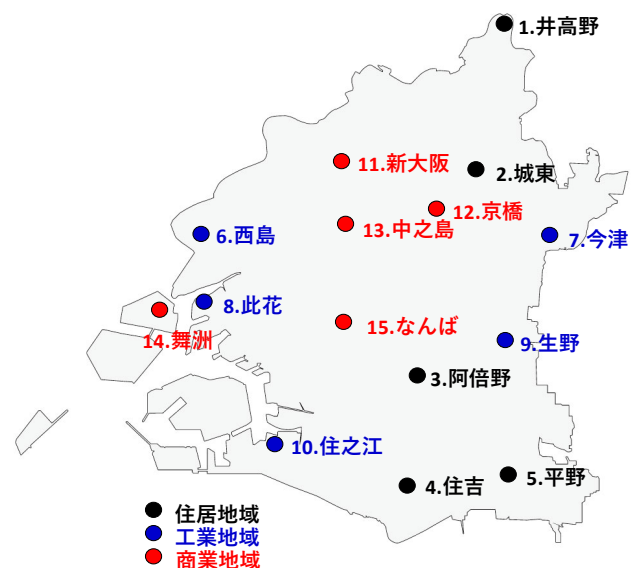 1.井高野
11.新大阪
2.城東
12.京橋
13.中之島
6.西島
7.今津
8.此花
14.舞洲
15.なんば
9.生野
3.阿倍野
10.住之江
4.住吉
5.平野
住居地域
工業地域
商業地域